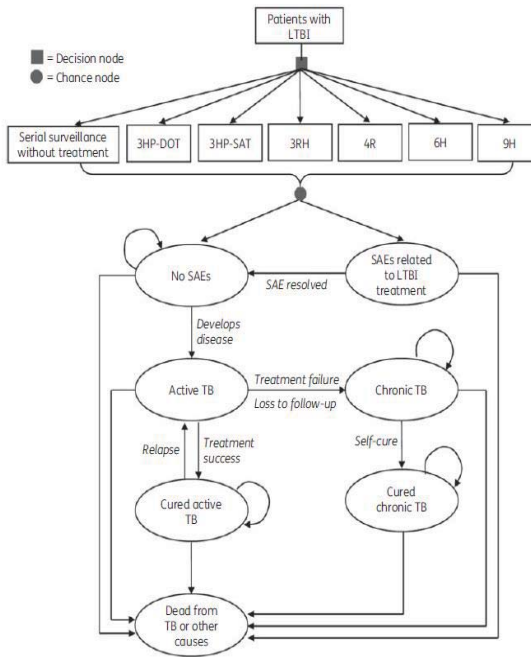 Patients with
LTBI
= Decision node
= Chance node
Serial surveillance
without treatment
3HP-DOT
3HP-SAT
3RH
4R
6H
9H
No SAEs
SAE resolved
SAEs related
to LTBI
treatment
Develops
disease
Active TB
Treatment failure
Loss to follow-up
Chronic TB
Relapse
Treatment
success
Self-cure
Cured active
TB
Cured
chronic TB
Dead from
TB or other
causes